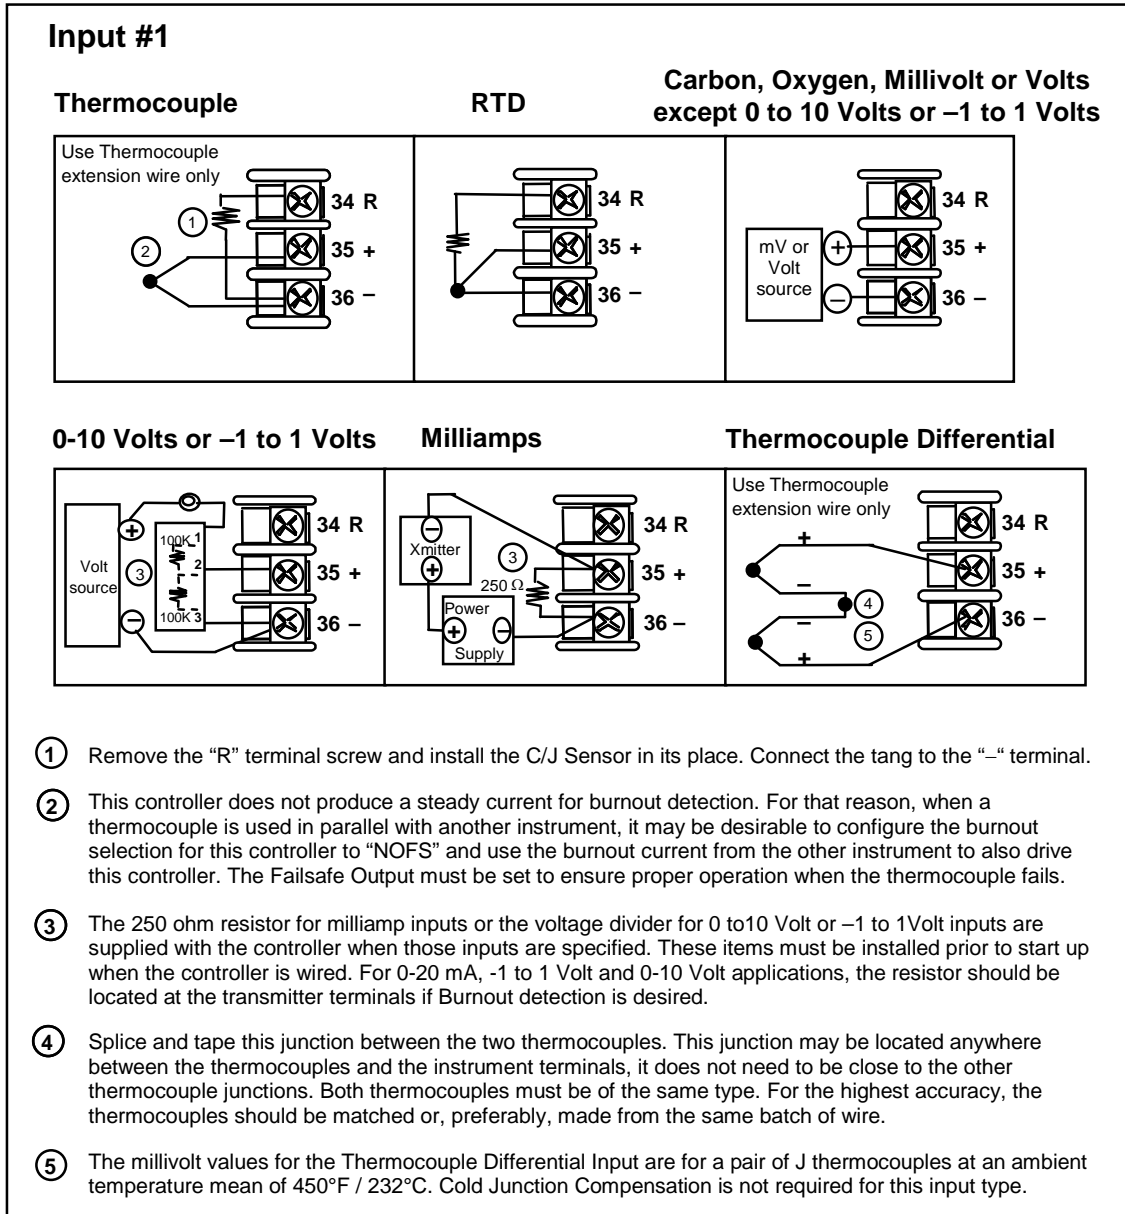 Input #1
Thermocouple
RTD
Carbon, Oxygen, Millivolt or Volts
except 0 to 10 Volts or –1 to 1 Volts
Use Thermocouple
extension wire only
1
2
34 R
35 +
36 –
34 R
35 +
36 –
mV or
Volt
source
+
–
34 R
35 +
36 –
0-10 Volts or –1 to 1 Volts
Milliamps
Thermocouple Differential
Volt
source
+
–
3
100K 1
2
100K 3
34 R
35 +
36 –
–
Xmitter
+
3
250 Ω
Power
+ –
Supply
34 R
35 +
36 –
Use Thermocouple
extension wire only
+
–
4
–
5
+
34 R
35 +
36 –
1 Remove the “R” terminal screw and install the C/J Sensor in its place. Connect the tang to the “–“ terminal.
2 This controller does not produce a steady current for burnout detection. For that reason, when a
thermocouple is used in parallel with another instrument, it may be desirable to configure the burnout
selection for this controller to “NOFS” and use the burnout current from the other instrument to also drive
this controller. The Failsafe Output must be set to ensure proper operation when the thermocouple fails.
3 The 250 ohm resistor for milliamp inputs or the voltage divider for 0 to10 Volt or –1 to 1Volt inputs are
supplied with the controller when those inputs are specified. These items must be installed prior to start up
when the controller is wired. For 0-20 mA, -1 to 1 Volt and 0-10 Volt applications, the resistor should be
located at the transmitter terminals if Burnout detection is desired.
4 Splice and tape this junction between the two thermocouples. This junction may be located anywhere
between the thermocouples and the instrument terminals, it does not need to be close to the other
thermocouple junctions. Both thermocouples must be of the same type. For the highest accuracy, the
thermocouples should be matched or, preferably, made from the same batch of wire.
5 The millivolt values for the Thermocouple Differential Input are for a pair of J thermocouples at an ambient
temperature mean of 450°F / 232°C. Cold Junction Compensation is not required for this input type.